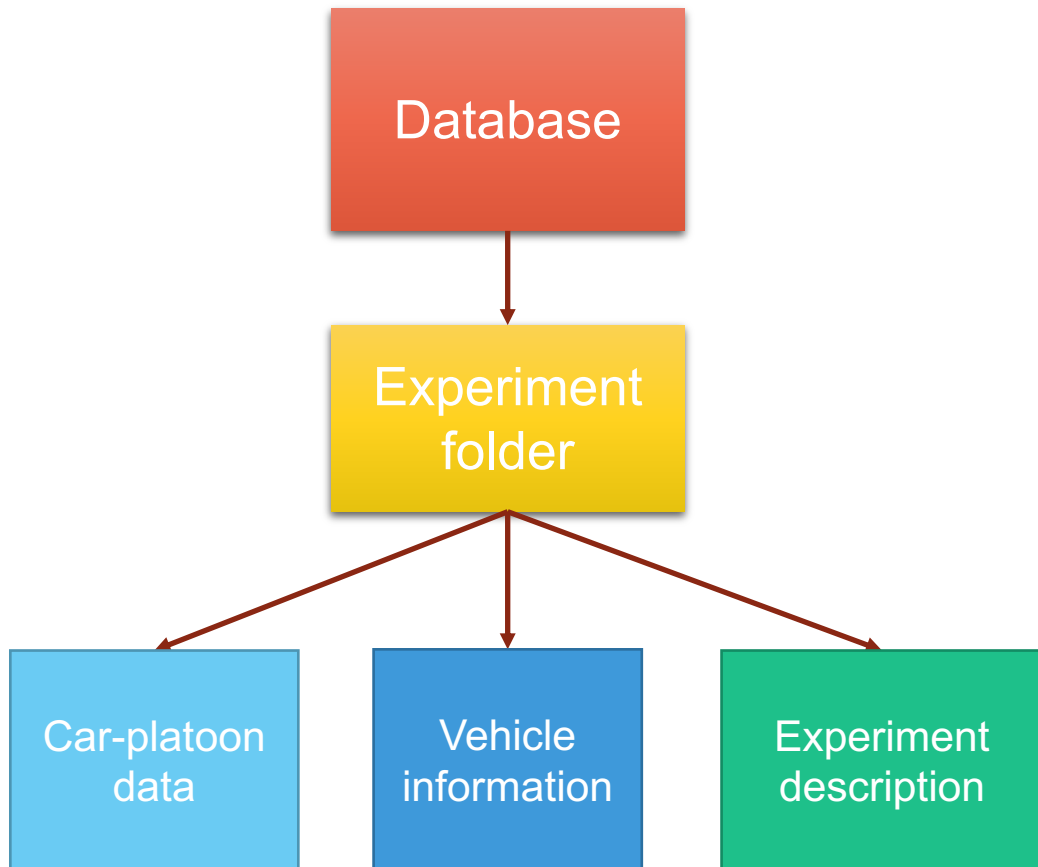 Database
Experiment
folder
Car-platoon
data
Vehicle
information
Experiment
description